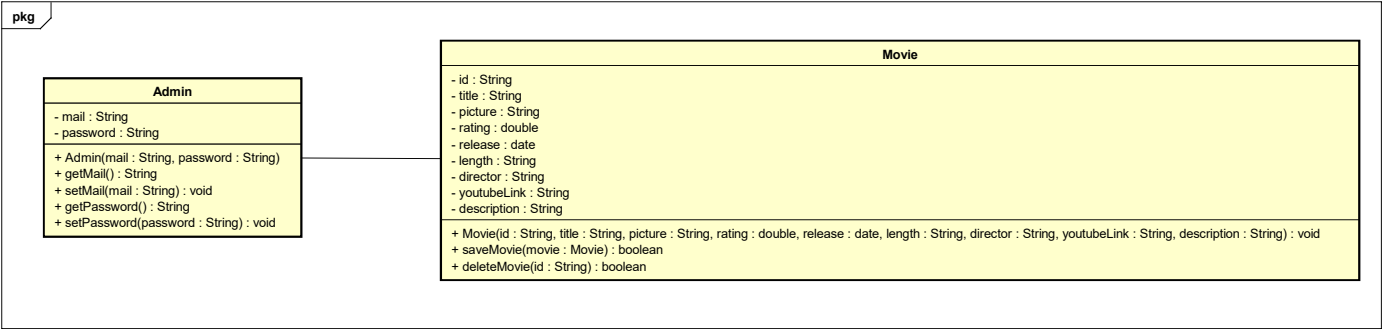 pkg
Admin
- mail : String
- password : String
+ Admin(mail : String, password : String)
+ getMail() : String
+ setMail(mail : String) : void
+ getPassword() : String
+ setPassword(password : String) : void
Movie
- id : String
- title : String
- picture : String
- rating : double
- release : date
- length : String
- director : String
- youtubeLink : String
- description : String
+ Movie(id : String, title : String, picture : String, rating : double, release : date, length : String, director : String, youtubeLink : String, description : String) : void
+ saveMovie(movie : Movie) : boolean
+ deleteMovie(id : String) : boolean